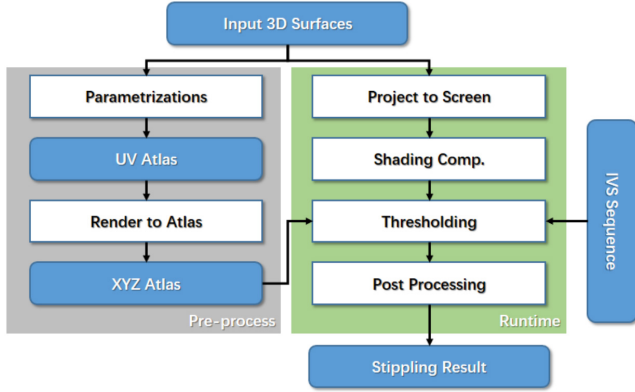 Input 3D Surfaces
Parametrizations
UV Atlas
Render to Atlas
XYZ Atlas
Pre-process
Project to Screen
Shading Comp.
Thresholding
Post Processing
Runtime
IVS Sequence
Stippling Result